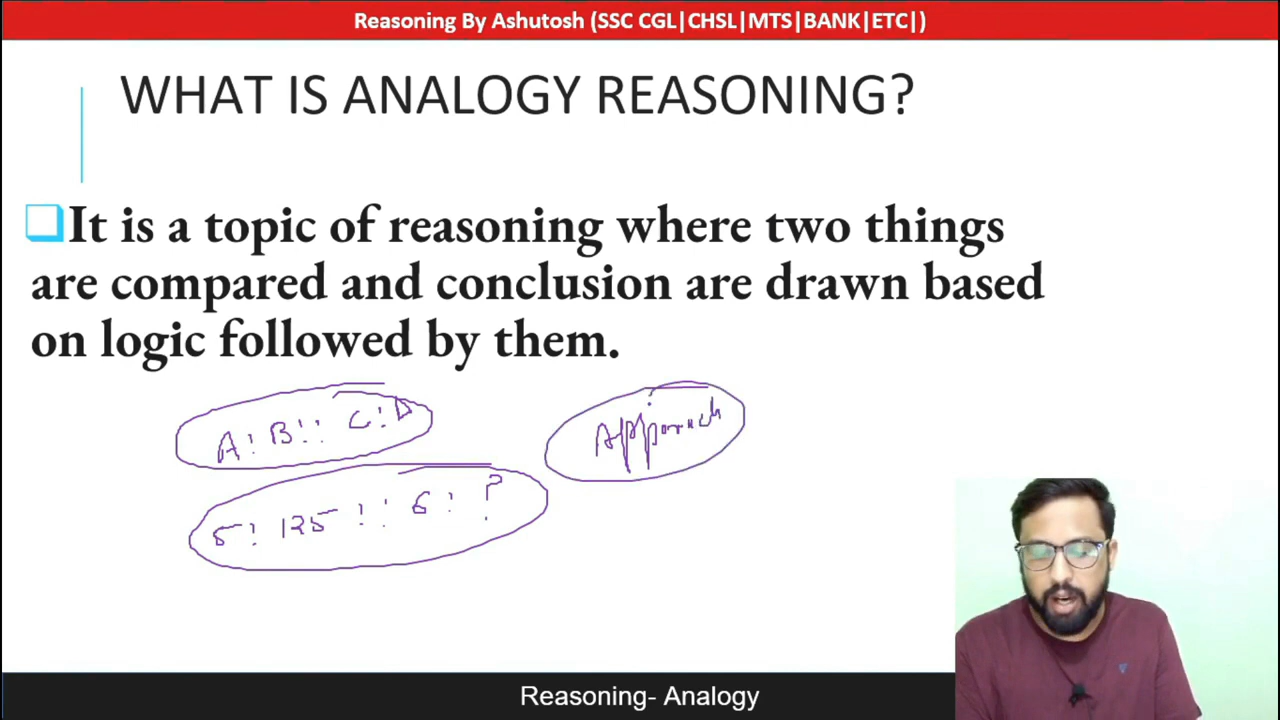 Reasoning By Ashutosh (SSC CGL|CHSL|MTS|BANK|ETC|)
WHAT IS ANALOGY REASONING?
It is a topic of reasoning where two things
are compared and conclusion are drawn based
on logic followed by them.
A : B :: C : D
Approach
5 : 125 :: 6 : ?
Reasoning- Analogy